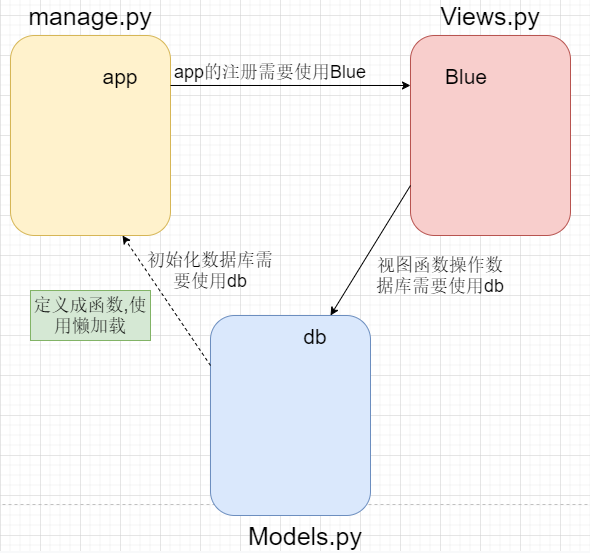 manage.py
Views.py
app
app的注册需要使用Blue
Blue
初始化数据库需
要使用db
视图函数操作数
据库需要使用db
定义成函数,使
用懒加载
db
Models.py